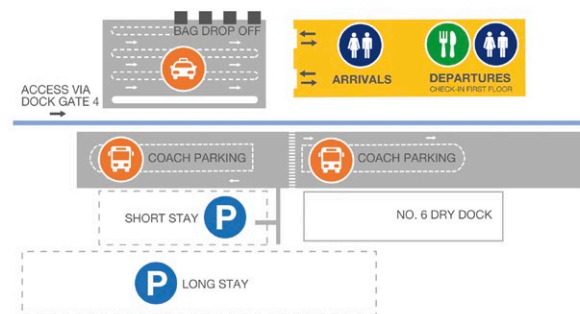 BAG DROP OFF
ARRIVALS
DEPARTURES
CHECK-IN FIRST FLOOR
ACCESS VIA
DOCK GATE 4
COACH PARKING
COACH PARKING
SHORT STAY P
NO. 6 DRY DOCK
P LONG STAY